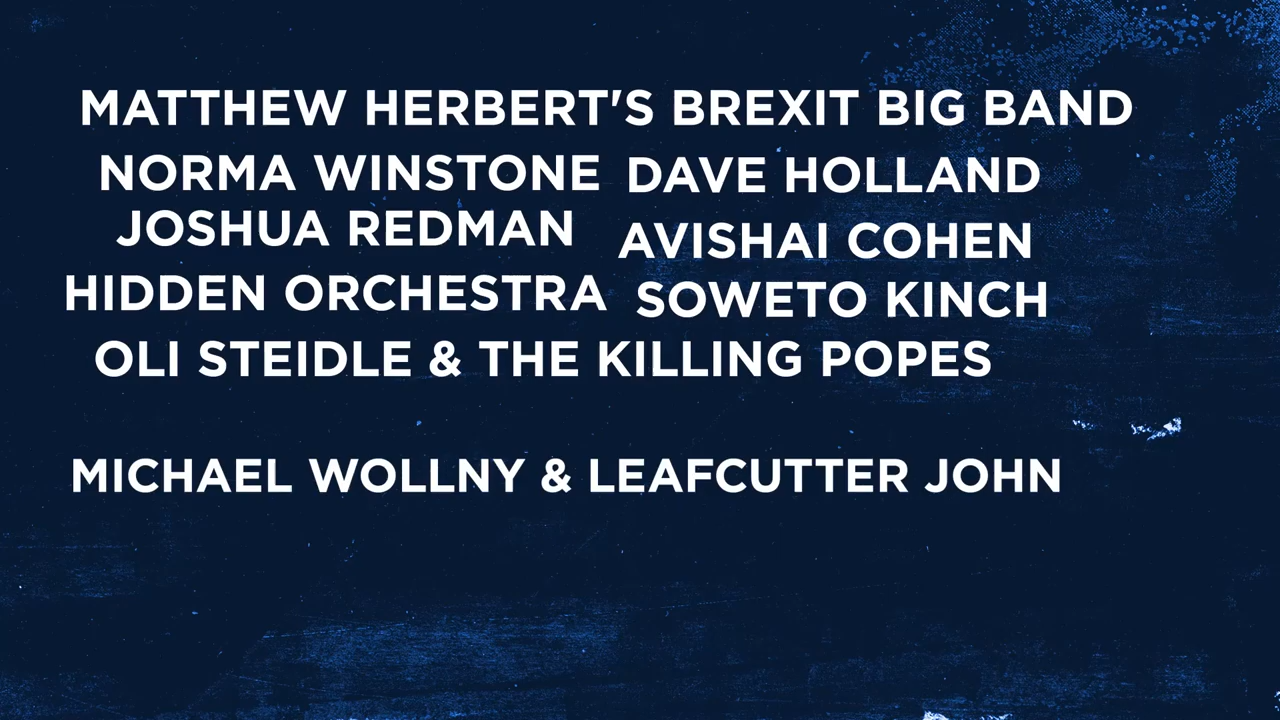 MATTHEW HERBERT'S BREXIT BIG BAND
NORMA WINSTONE DAVE HOLLAND
JOSHUA REDMAN AVISHAI COHEN
HIDDEN ORCHESTRA SOWETO KINCH
OLI STEIDLE & THE KILLING POPES
MICHAEL WOLLNY & LEAFCUTTER JOHN